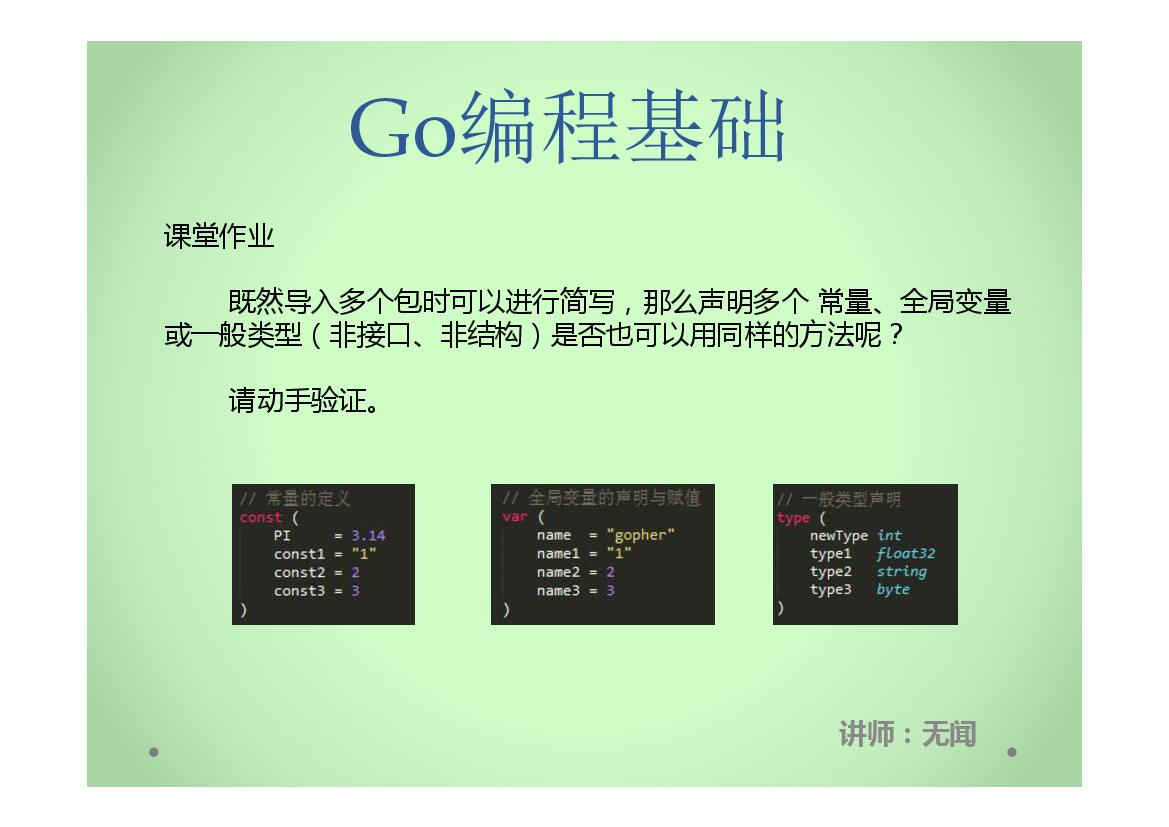 Go编程基础
课堂作业
既然导入多个包时可以进行简写，那么声明多个 常量、全局变量
或一般类型（非接口、非结构）是否也可以用同样的方法呢？
请动手验证。
// 常量的定义
const (
PI = 3.14
const1 = "1"
const2 = 2
const3 = 3
)
// 全局变量的声明与赋值
var (
name = "gopher"
name1 = "1"
name2 = 2
name3 = 3
)
// 一般类型声明
type (
newType int
type1 float32
type2 string
type3 byte
)
讲师：无闻